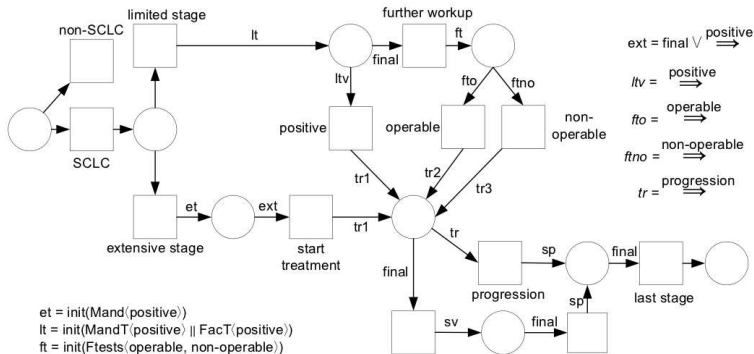 limited stage
further workup
non-SCLC
lt
final
ft
ext = final ∨ positive ⇒
ltv
fto
ftno
ltv = positive ⇒
positive
operable
non-
operable
fto = operable ⇒
SCLC
ftno = non-operable ⇒
tr1
tr2
tr3
tr = progression ⇒
et
ext
tr1
extensive stage
start
treatment
tr
final
sp
final
progression
sp
last stage
sv
final
et = init(Mand⟨positive⟩)
lt = init(MandT⟨positive⟩ || FacT⟨positive⟩)
ft = init(Ftests⟨operable, non-operable⟩)